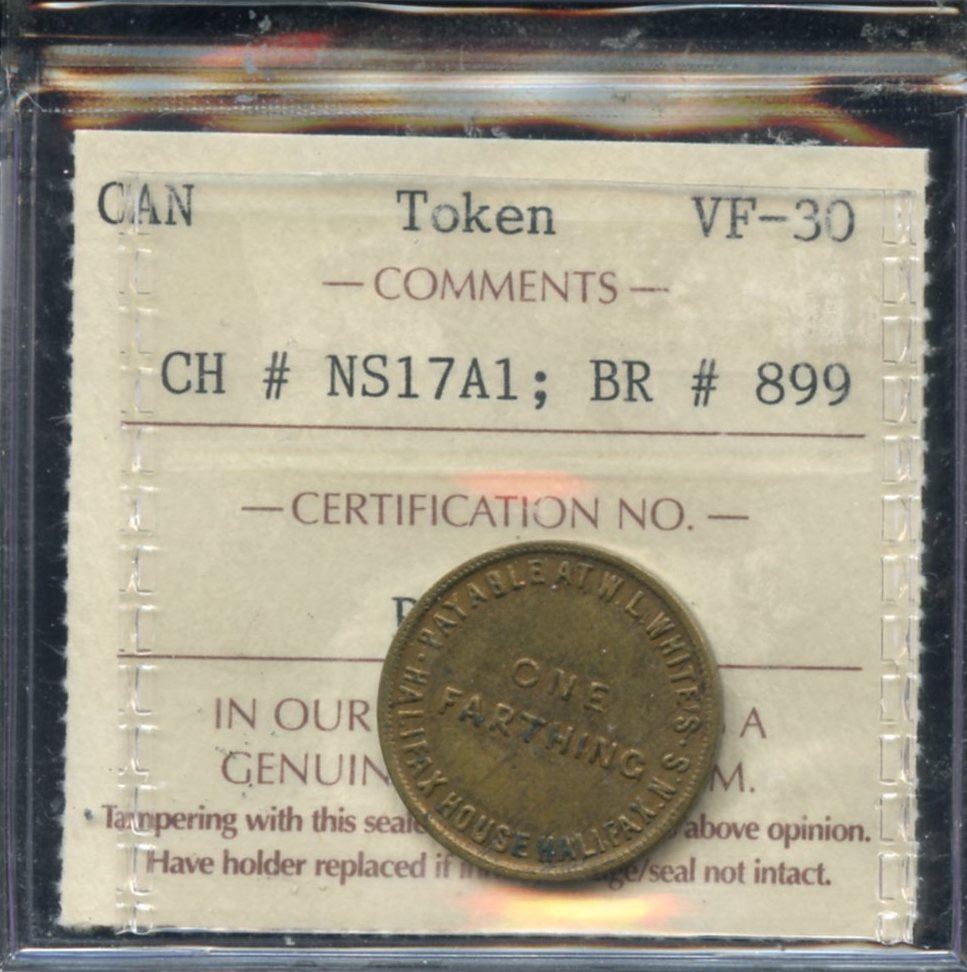 CAN Token VF-30
— COMMENTS —
CH # NS17A1; BR # 899
— CERTIFICATION NO. —
PAYABLE AT W. L. WHITE'S ·
HALIFAX HOUSE HALIFAX. N. S ·
ONE
FARTHING
IN OUR A
GENUIN M.
Tampering with this seal above opinion.
Have holder replaced if /seal not intact.